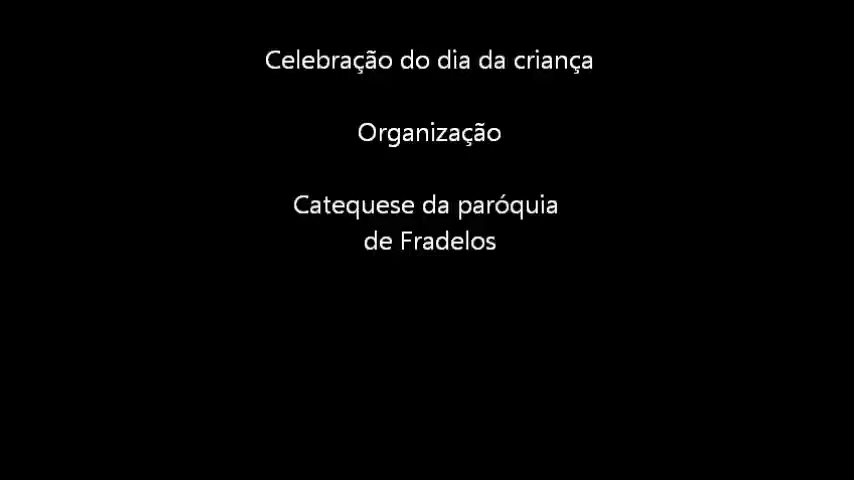 Celebração do dia da criança
Organização
Catequese da paróquia
de Fradelos